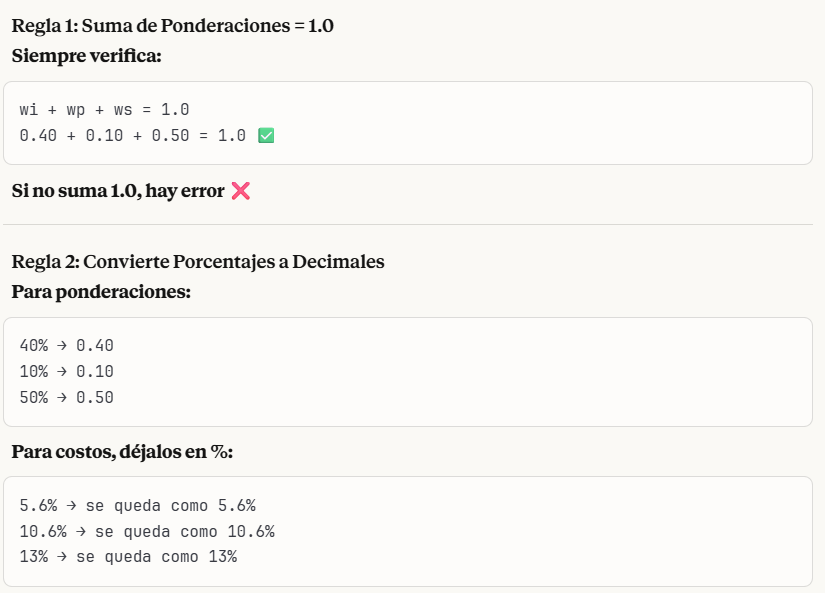 Regla 1: Suma de Ponderaciones = 1.0
Siempre verifica:
wi + wp + ws = 1.0
0.40 + 0.10 + 0.50 = 1.0 ✅
Si no suma 1.0, hay error ❌
Regla 2: Convierte Porcentajes a Decimales
Para ponderaciones:
40% → 0.40
10% → 0.10
50% → 0.50
Para costos, déjalos en %:
5.6% → se queda como 5.6%
10.6% → se queda como 10.6%
13% → se queda como 13%